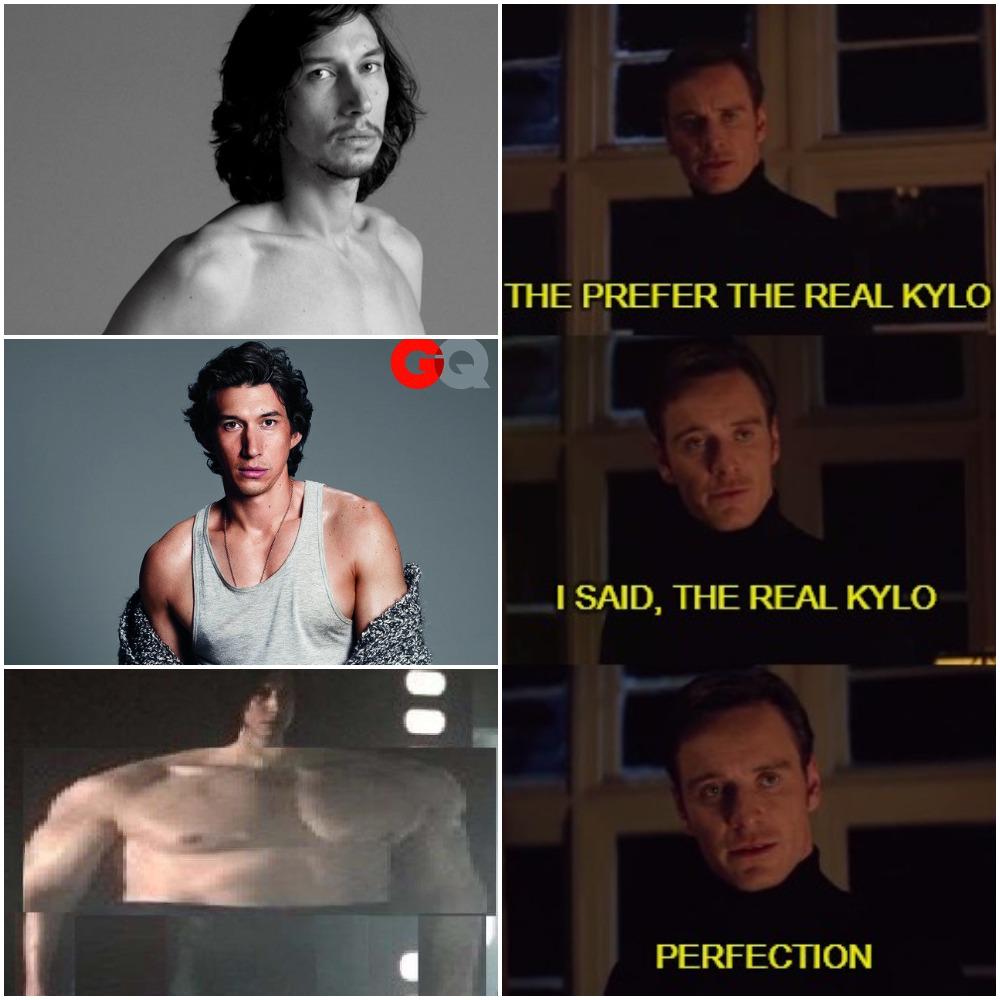 THE PREFER THE REAL KYLO
GQ
I SAID, THE REAL KYLO
PERFECTION